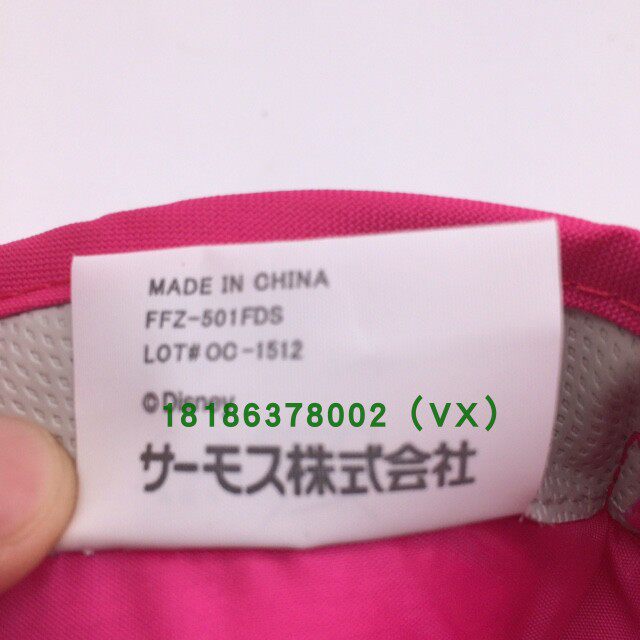 MADE IN CHINA
FFZ-501FDS
LOT# OC-1512
©Disney
18186378002（VX）
サーモス株式会社